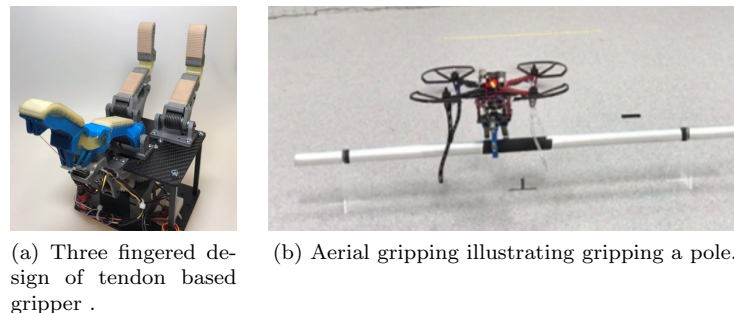 (a) Three fingered de-
sign of tendon based
gripper .
(b) Aerial gripping illustrating gripping a pole.